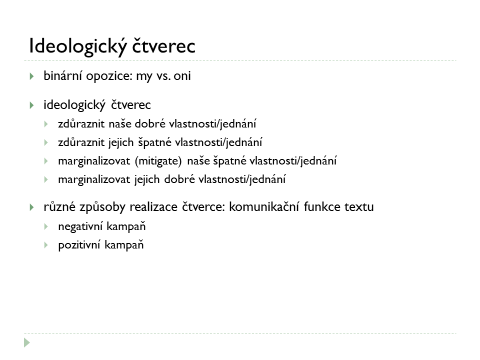 Ideologický čtverec
binární opozice: my vs. oni
ideologický čtverec
zdůraznit naše dobré vlastnosti/jednání
zdůraznit jejich špatné vlastnosti/jednání
marginalizovat (mitigate) naše špatné vlastnosti/jednání
marginalizovat jejich dobré vlastnosti/jednání
různé způsoby realizace čtverce: komunikační funkce textu
negativní kampaň
pozitivní kampaň